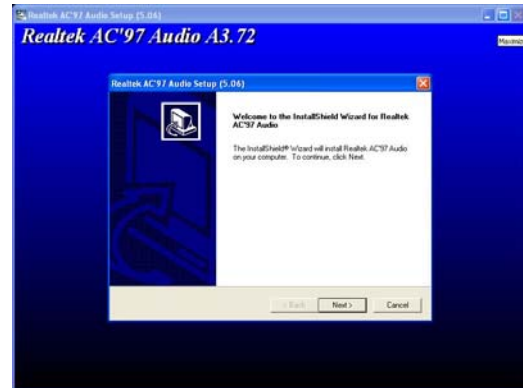 Realtek AC'97 Audio Setup (5.06)
Realtek AC'97 Audio A3.72
Maximize
Realtek AC'97 Audio Setup (5.06)
Welcome to the InstallShield Wizard for Realtek
AC'97 Audio
The InstallShield® Wizard will install Realtek AC'97 Audio
on your computer. To continue, click Next.
< Back
Next >
Cancel